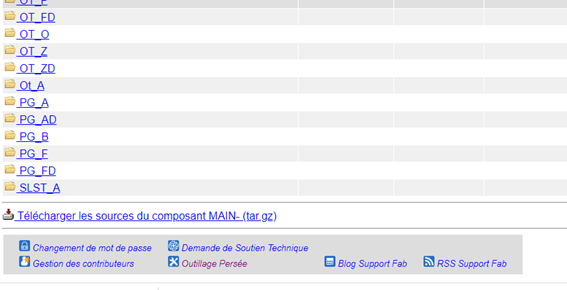 OT_F
OT_FD
OT_O
OT_Z
OT_ZD
Ot_A
PG_A
PG_AD
PG_B
PG_F
PG_FD
SLST_A
Télécharger les sources du composant MAIN- (tar.gz)
Changement de mot de passe Demande de Soutien Technique
Gestion des contributeurs Outillage Persée Blog Support Fab RSS Support Fab